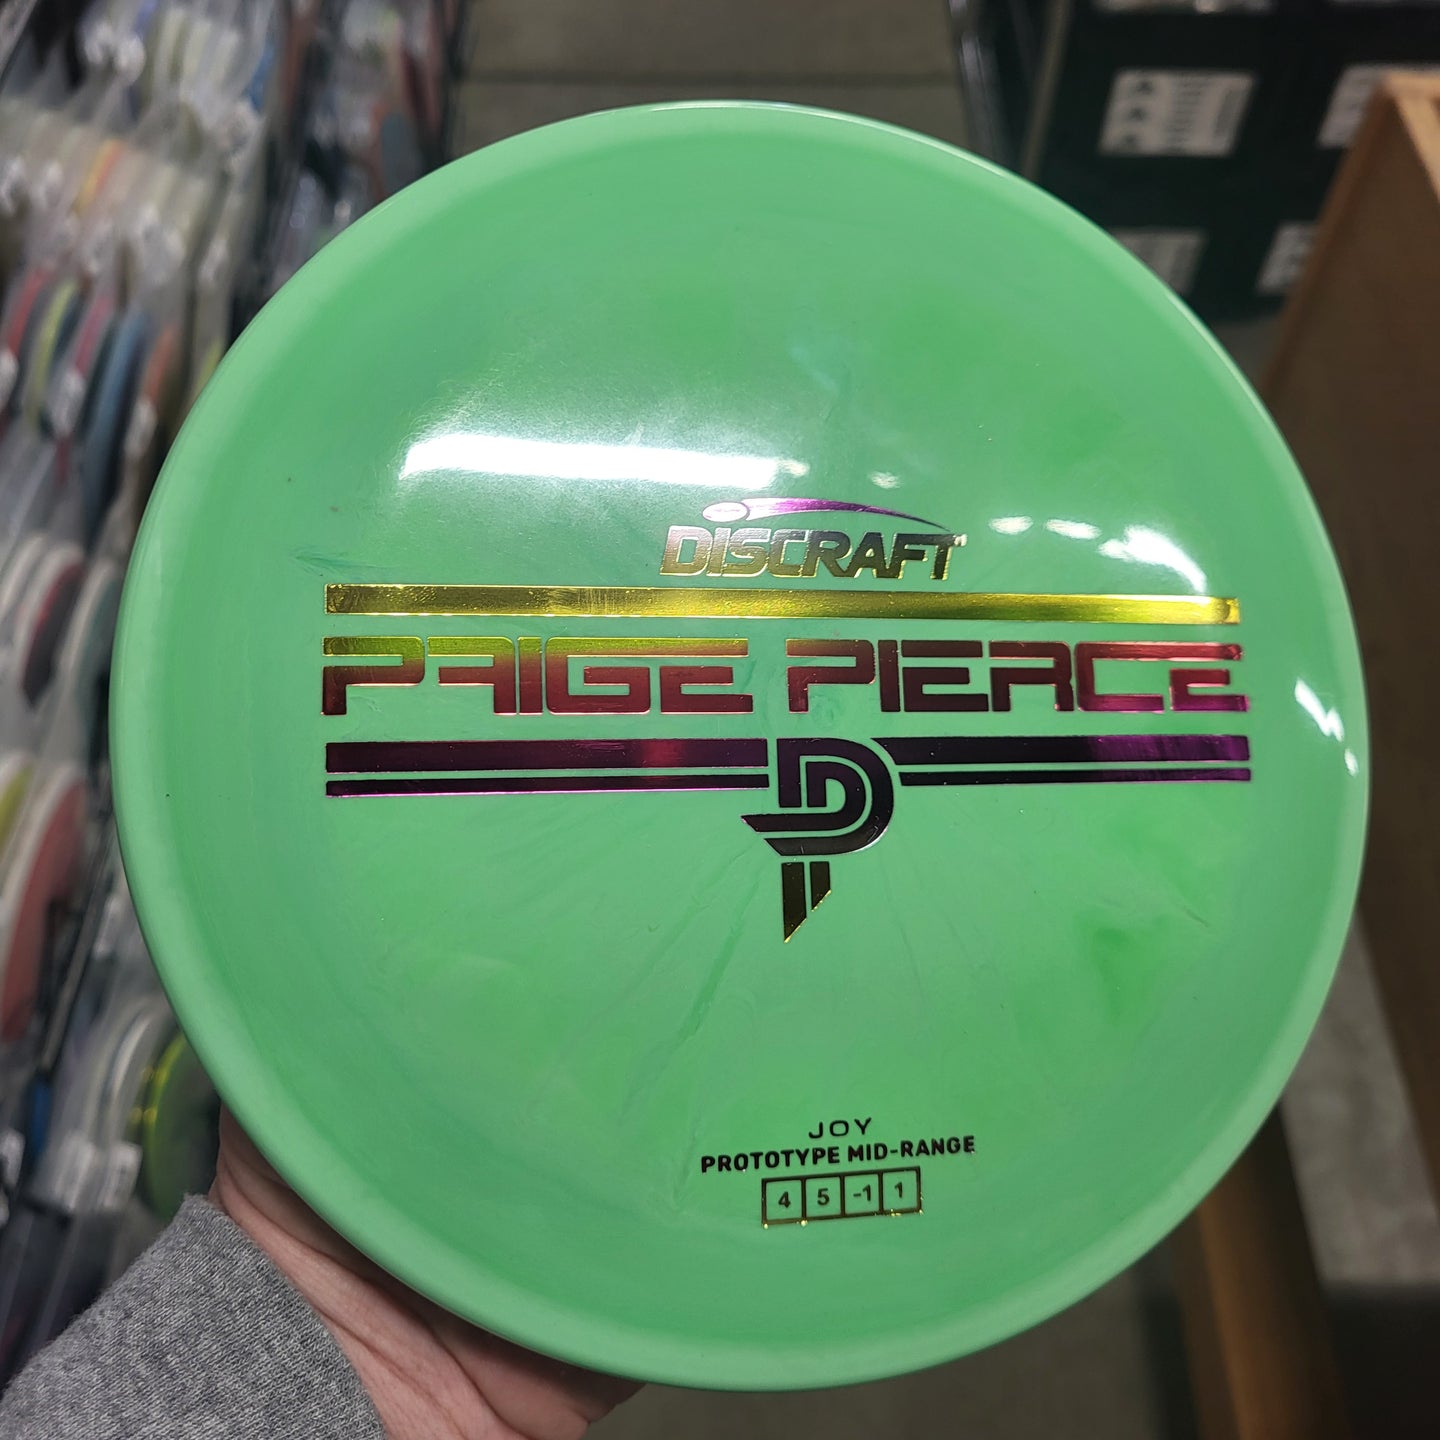 DISCRAFT
PAIGE PIERCE
JOY
PROTOTYPE MID-RANGE
4 5 -1 1